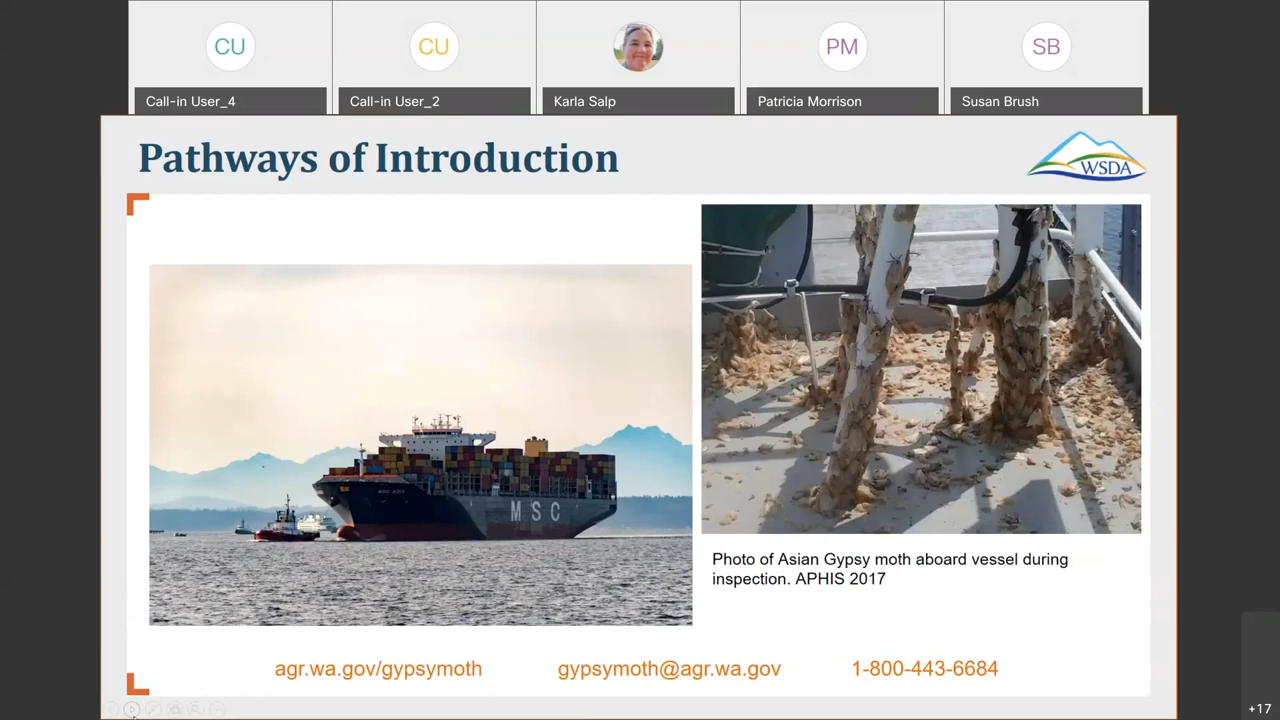 CU
CU
PM
SB
Call-in User_4
Call-in User_2
Karla Salp
Patricia Morrison
Susan Brush
Pathways of Introduction
WSDA
MSC
Photo of Asian Gypsy moth aboard vessel during
inspection. APHIS 2017
agr.wa.gov/gypsymoth
gypsymoth@agr.wa.gov
1-800-443-6684
+17